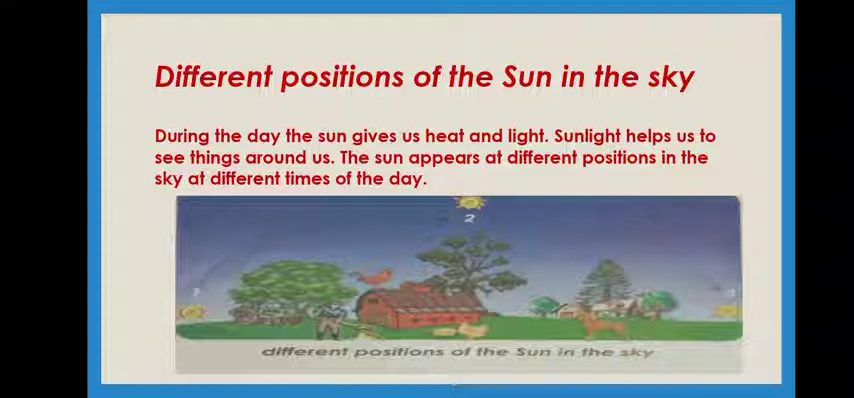 Different positions of the Sun in the sky
During the day the sun gives us heat and light. Sunlight helps us to
see things around us. The sun appears at different positions in the
sky at different times of the day.
2
different positions of the Sun in the sky